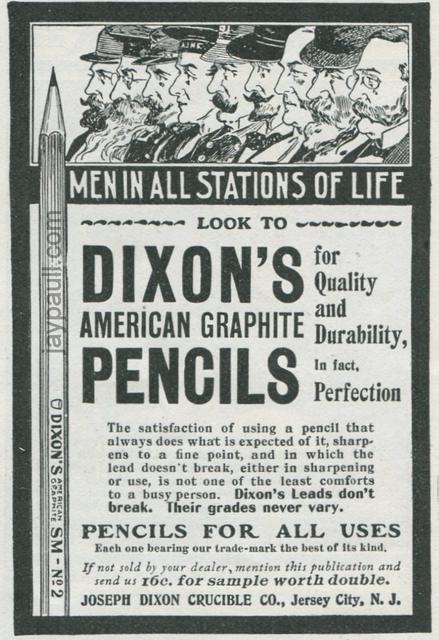 MEN IN ALL STATIONS OF LIFE
LOOK TO
DIXON'S
AMERICAN GRAPHITE
PENCILS
for
Quality
and
Durability,
In fact,
Perfection
The satisfaction of using a pencil that
always does what is expected of it, sharp-
ens to a fine point, and in which the
lead doesn't break, either in sharpening
or use, is not one of the least comforts
to a busy person. Dixon's Leads don't
break. Their grades never vary.
PENCILS FOR ALL USES
Each one bearing our trade-mark the best of its kind.
If not sold by your dealer, mention this publication and
send us 16c. for sample worth double.
JOSEPH DIXON CRUCIBLE CO., Jersey City, N. J.
DIXON'S AMERICAN GRAPHITE SM - No 2
jaypaull.com